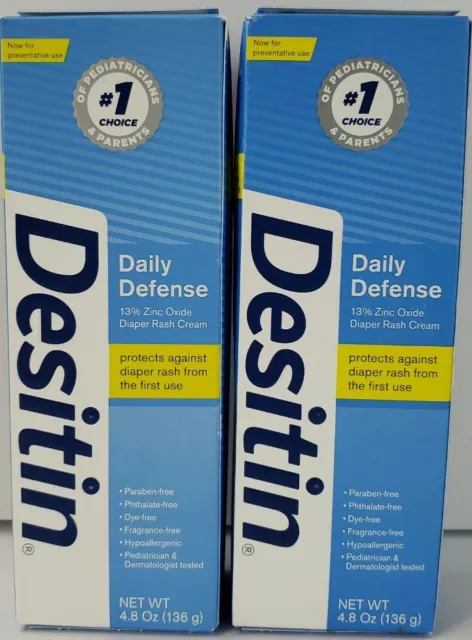 Now for
preventative use
OF PEDIATRICIANS
#1
CHOICE
& PARENTS
Desitin®
Daily
Defense
13% Zinc Oxide
Diaper Rash Cream
protects against
diaper rash from
the first use
• Paraben-free
• Phthalate-free
• Dye-free
• Fragrance-free
• Hypoallergenic
• Pediatrician &
Dermatologist tested
NET WT
4.8 Oz (136 g)
Now for
preventative use
OF PEDIATRICIANS
#1
CHOICE
& PARENTS
Desitin®
Daily
Defense
13% Zinc Oxide
Diaper Rash Cream
protects against
diaper rash from
the first use
• Paraben-free
• Phthalate-free
• Dye-free
• Fragrance-free
• Hypoallergenic
• Pediatrician &
Dermatologist tested
NET WT
4.8 Oz (136 g)